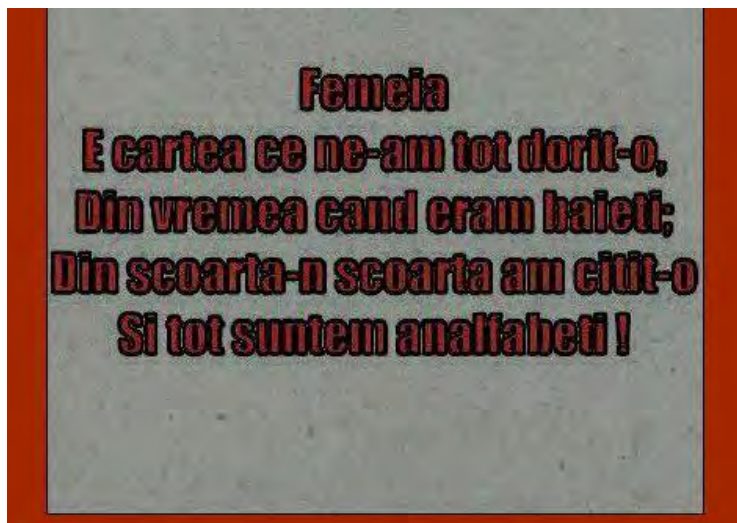 Femeia
E cartea ce ne-am tot dorit-o,
Din vremea cand eram baieti;
Din scoarta-n scoarta am citit-o
Si tot suntem analfabeti !